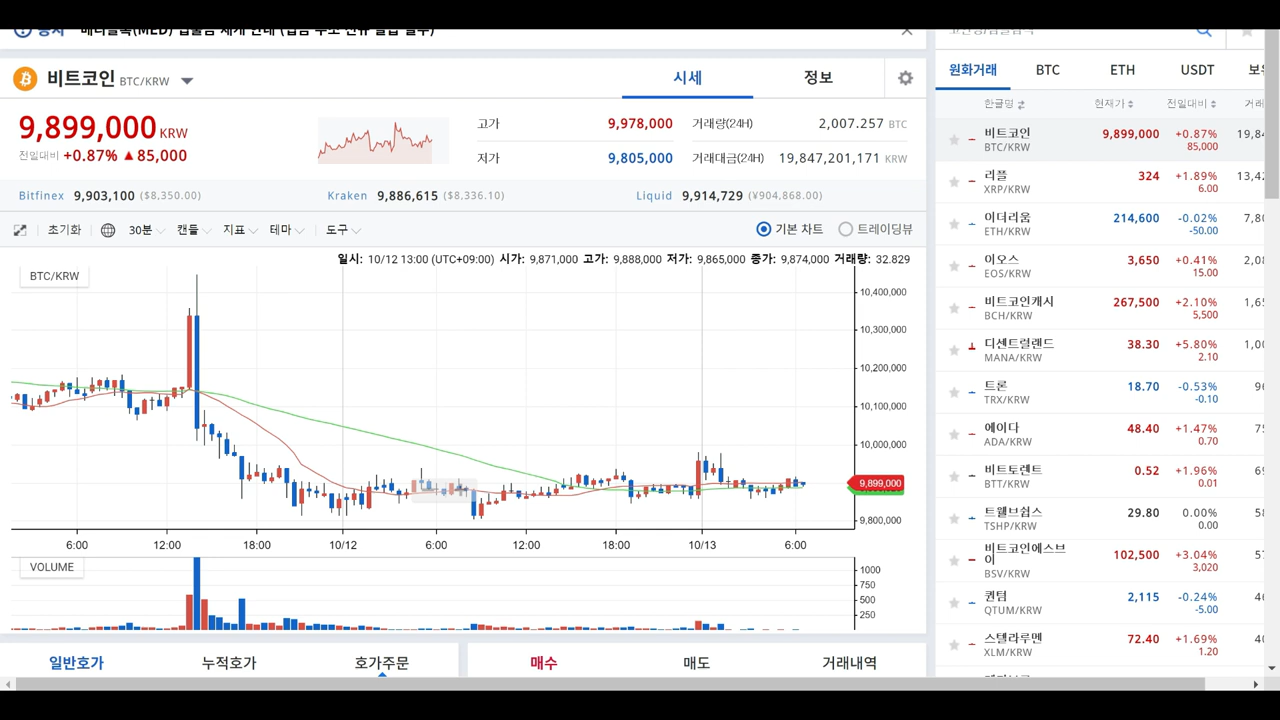 비트코인 BTC/KRW
시세
정보
9,899,000 KRW
전일대비 +0.87% ▲ 85,000
고가 9,978,000
저가 9,805,000
거래량(24H) 2,007.257 BTC
거래대금(24H) 19,847,201,171 KRW
Bitfinex 9,903,100 ($8,350.00)
Kraken 9,886,615 ($8,336.10)
Liquid 9,914,729 (¥904,868.00)
초기화 30분 캔들 지표 테마 도구
기본 차트 트레이딩뷰
일시: 10/12 13:00 (UTC+09:00) 시가: 9,871,000 고가: 9,888,000 저가: 9,865,000 종가: 9,874,000 거래량: 32.829
BTC/KRW
10,400,000
10,300,000
10,200,000
10,100,000
10,000,000
9,899,000
9,800,000
6:00 12:00 18:00 10/12 6:00 12:00 18:00 10/13 6:00
VOLUME
1000
750
500
250
일반호가 누적호가 호가주문
매수 매도 거래내역
원화거래 BTC ETH USDT
한글명 현재가 전일대비
비트코인 9,899,000 +0.87%
BTC/KRW 85,000
리플 324 +1.89%
XRP/KRW 6.00
이더리움 214,600 -0.02%
ETH/KRW -50.00
이오스 3,650 +0.41%
EOS/KRW 15.00
비트코인캐시 267,500 +2.10%
BCH/KRW 5,500
디센트럴랜드 38.30 +5.80%
MANA/KRW 2.10
트론 18.70 -0.53%
TRX/KRW -0.10
에이다 48.40 +1.47%
ADA/KRW 0.70
비트토렌트 0.52 +1.96%
BTT/KRW 0.01
트웰브쉽스 29.80 0.00%
TSHP/KRW 0.00
비트코인에스브
이 102,500 +3.04%
BSV/KRW 3,020
퀀텀 2,115 -0.24%
QTUM/KRW -5.00
스텔라루멘 72.40 +1.69%
XLM/KRW 1.20